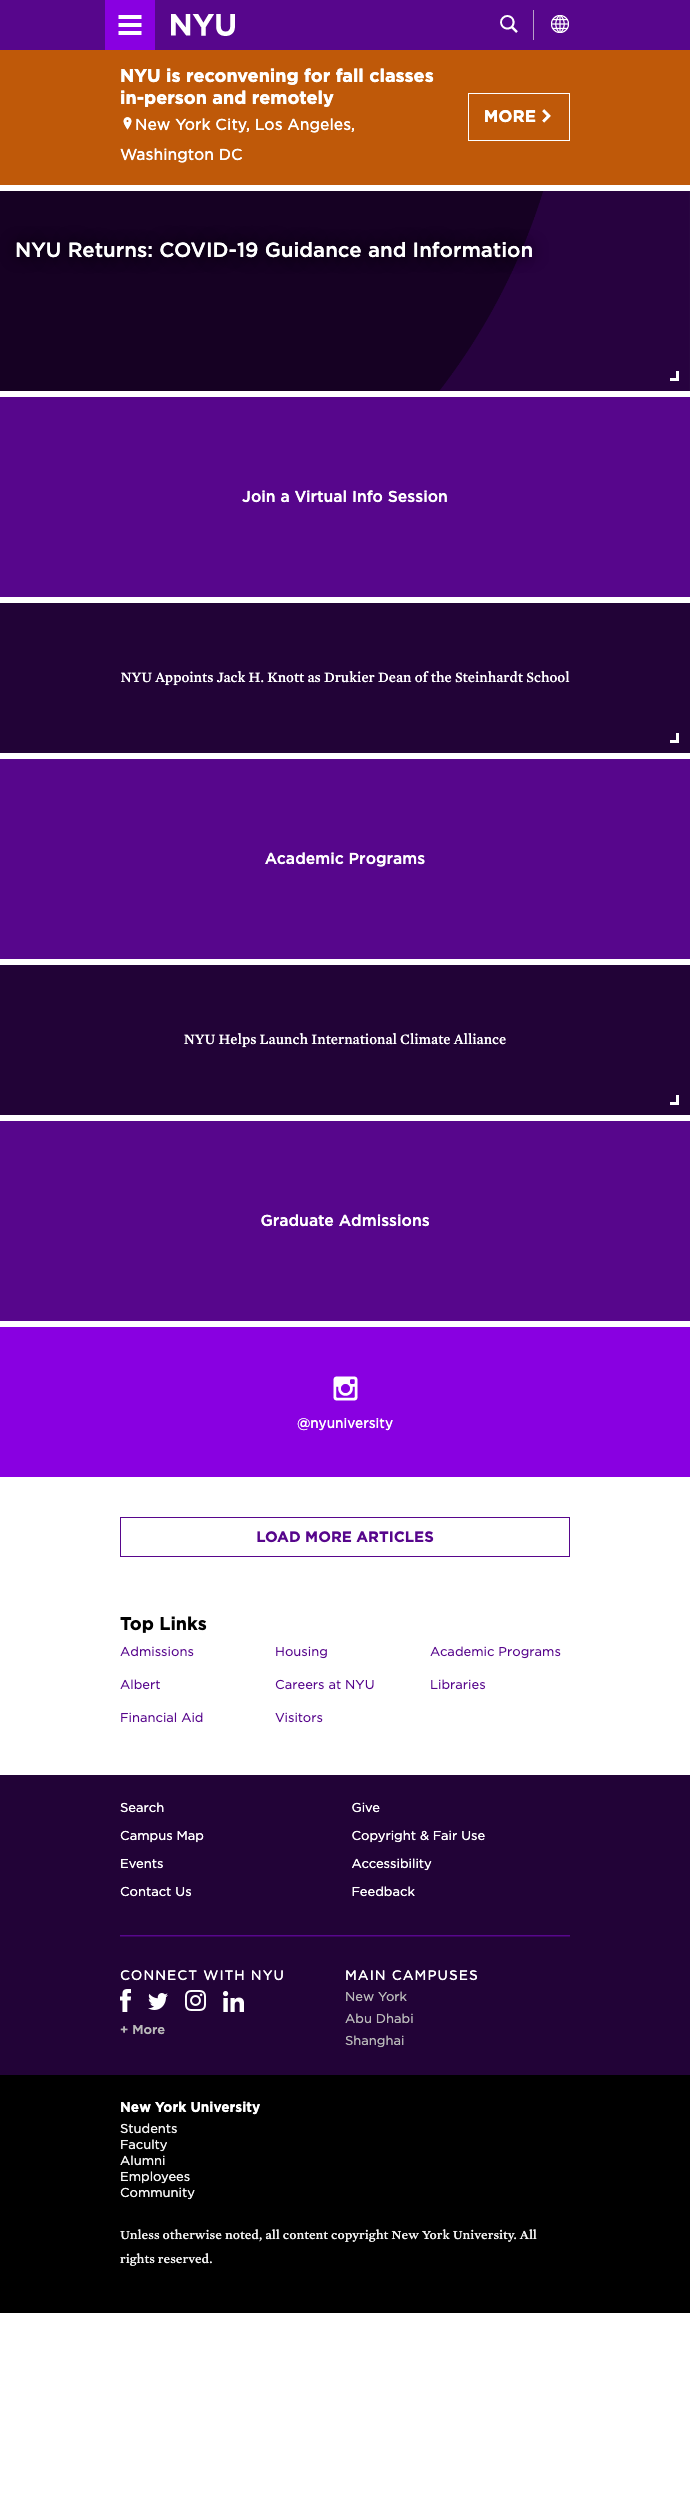 NYU
NYU is reconvening for fall classes
in-person and remotely
New York City, Los Angeles,
Washington DC
MORE
NYU Returns: COVID-19 Guidance and Information
Join a Virtual Info Session
NYU Appoints Jack H. Knott as Drukier Dean of the Steinhardt School
Academic Programs
NYU Helps Launch International Climate Alliance
Graduate Admissions
@nyuniversity
LOAD MORE ARTICLES
Top Links
Admissions Housing Academic Programs
Albert Careers at NYU Libraries
Financial Aid Visitors
Search Give
Campus Map Copyright & Fair Use
Events Accessibility
Contact Us Feedback
CONNECT WITH NYU
+ More
MAIN CAMPUSES
New York
Abu Dhabi
Shanghai
New York University
Students
Faculty
Alumni
Employees
Community
Unless otherwise noted, all content copyright New York University. All
rights reserved.